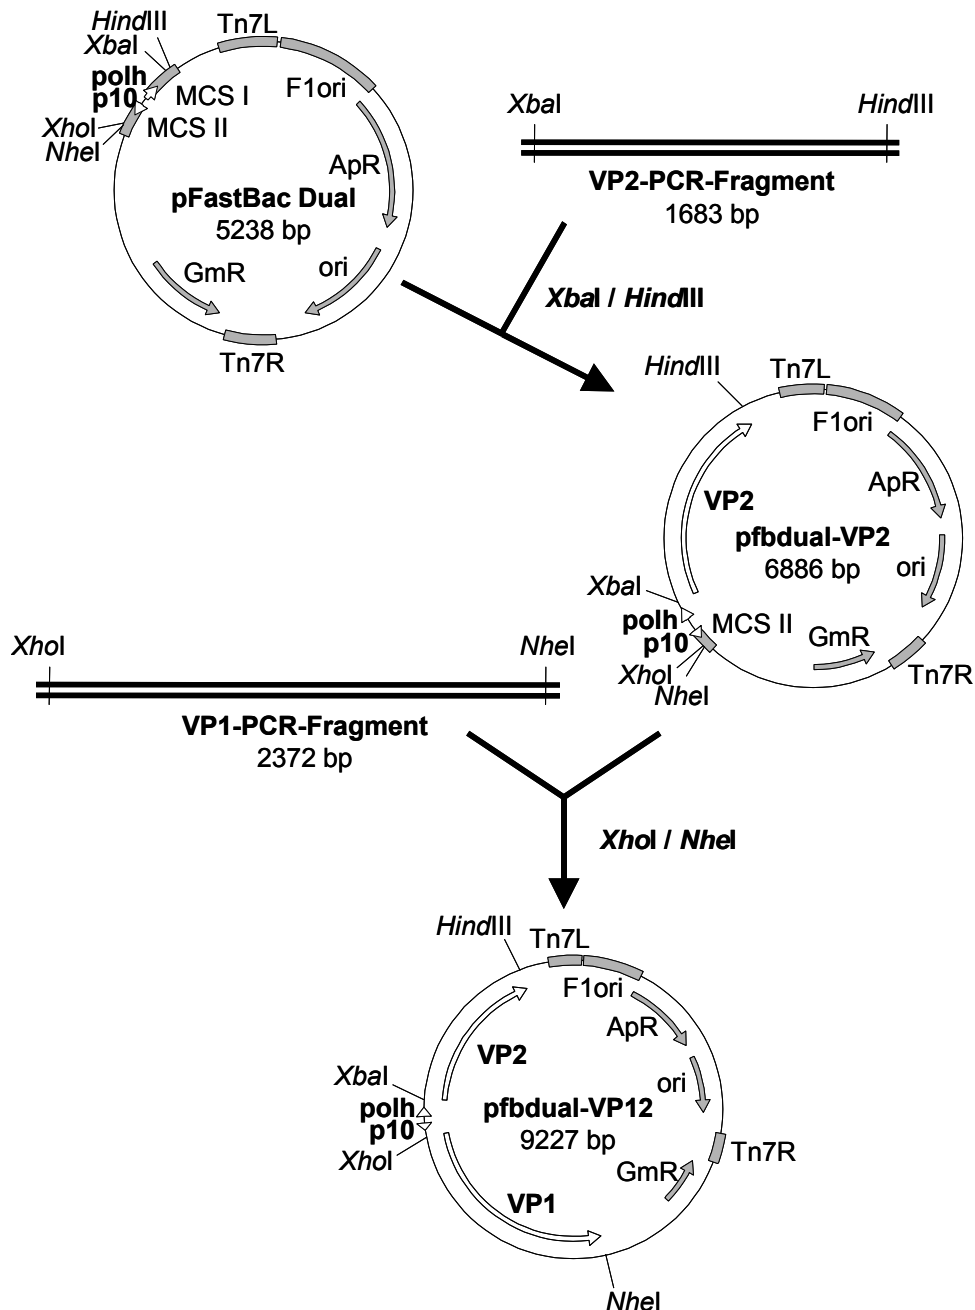 HindIII
XbaI
polh
p10
XhoI
NheI
MCS I
MCS II
Tn7L
F1ori
ApR
pFastBac Dual
5238 bp
GmR
ori
Tn7R
XbaI
HindIII
VP2-PCR-Fragment
1683 bp
XbaI / HindIII
HindIII
Tn7L
F1ori
ApR
VP2
pfbdual-VP2
6886 bp
ori
XbaI
polh
p10
MCS II
GmR
XhoI
NheI
Tn7R
XhoI
NheI
VP1-PCR-Fragment
2372 bp
XhoI / NheI
HindIII
Tn7L
F1ori
ApR
VP2
ori
XbaI
polh
p10
XhoI
pfbdual-VP12
9227 bp
Tn7R
GmR
VP1
NheI